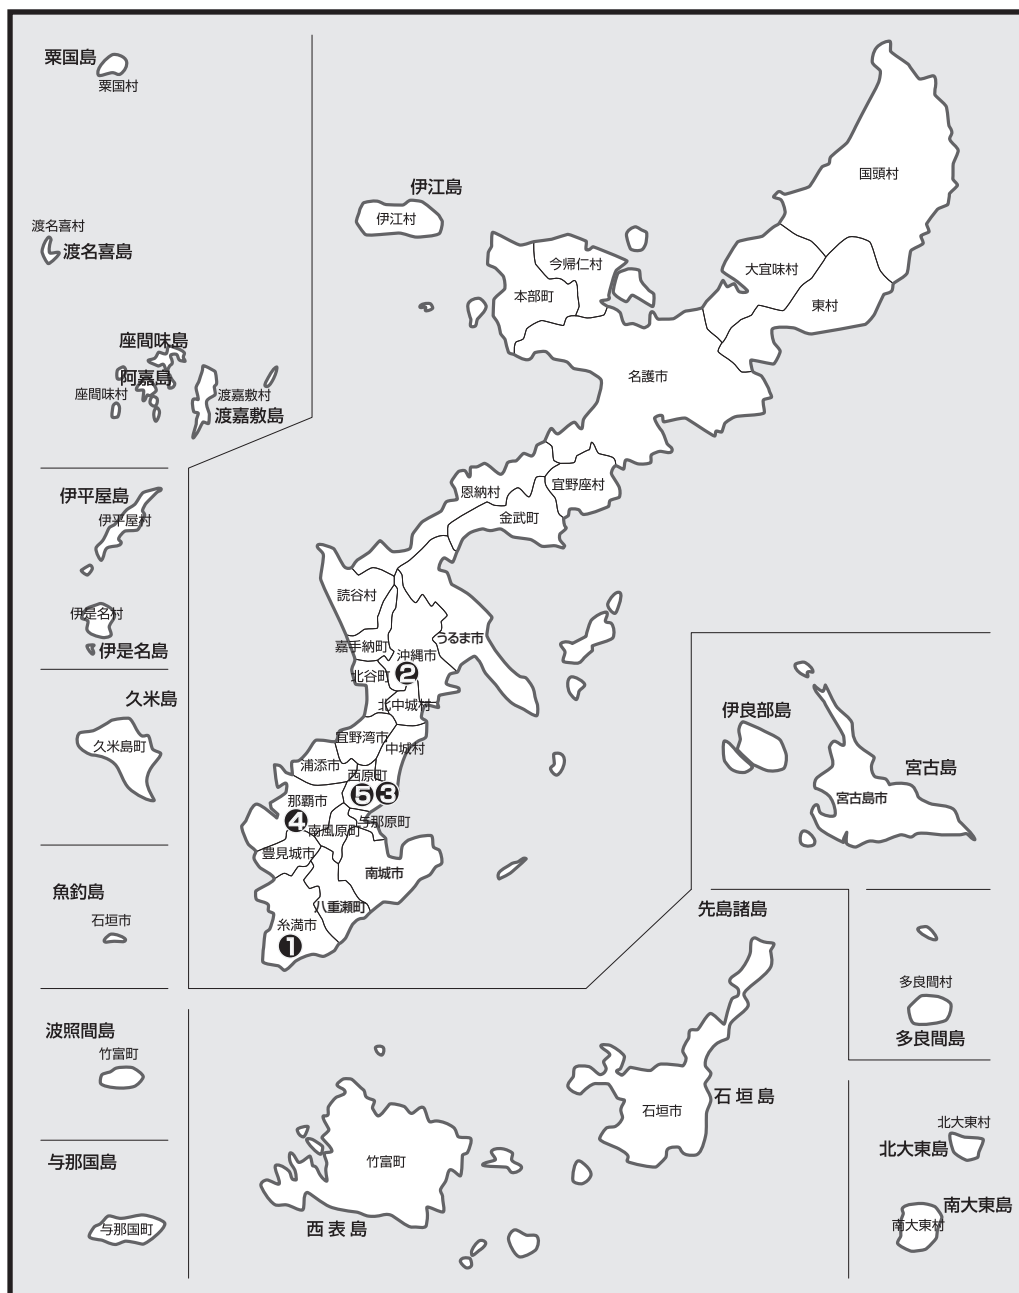 粟国島
粟国村
渡名喜村
渡名喜島
座間味島
阿嘉島
座間味村
渡嘉敷村
渡嘉敷島
伊平屋島
伊平屋村
伊是名村
伊是名島
久米島
久米島町
魚釣島
石垣市
波照間島
竹富町
与那国島
与那国町
伊江島
伊江村
国頭村
大宜味村
東村
今帰仁村
本部町
名護市
宜野座村
恩納村
金武町
読谷村
嘉手納町
うるま市
沖縄市
2
北谷町
北中城村
宜野湾市
中城村
浦添市
西原町
5
3
那覇市
4
与那原町
南風原町
豊見城市
南城市
八重瀬町
糸満市
1
伊良部島
宮古島
宮古島市
先島諸島
多良間村
多良間島
石垣島
石垣市
竹富町
西表島
北大東村
北大東島
南大東島
南大東村